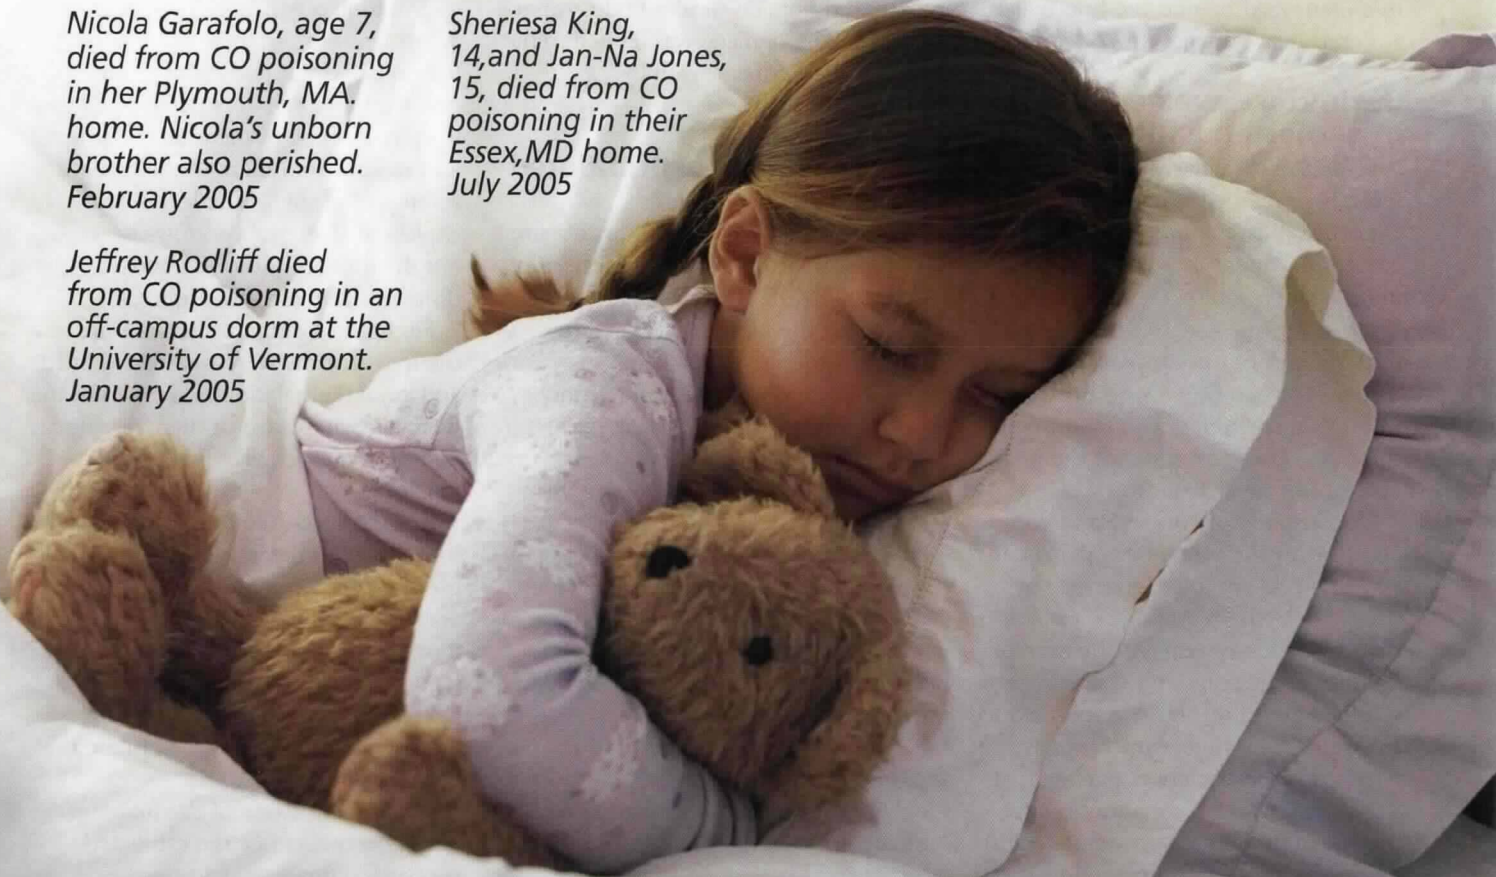 Nicola Garafolo, age 7,
died from CO poisoning
in her Plymouth, MA.
home. Nicola's unborn
brother also perished.
February 2005
Jeffrey Rodliff died
from CO poisoning in an
off-campus dorm at the
University of Vermont.
January 2005
Sheriesa King,
14,and Jan-Na Jones,
15, died from CO
poisoning in their
Essex,MD home.
July 2005